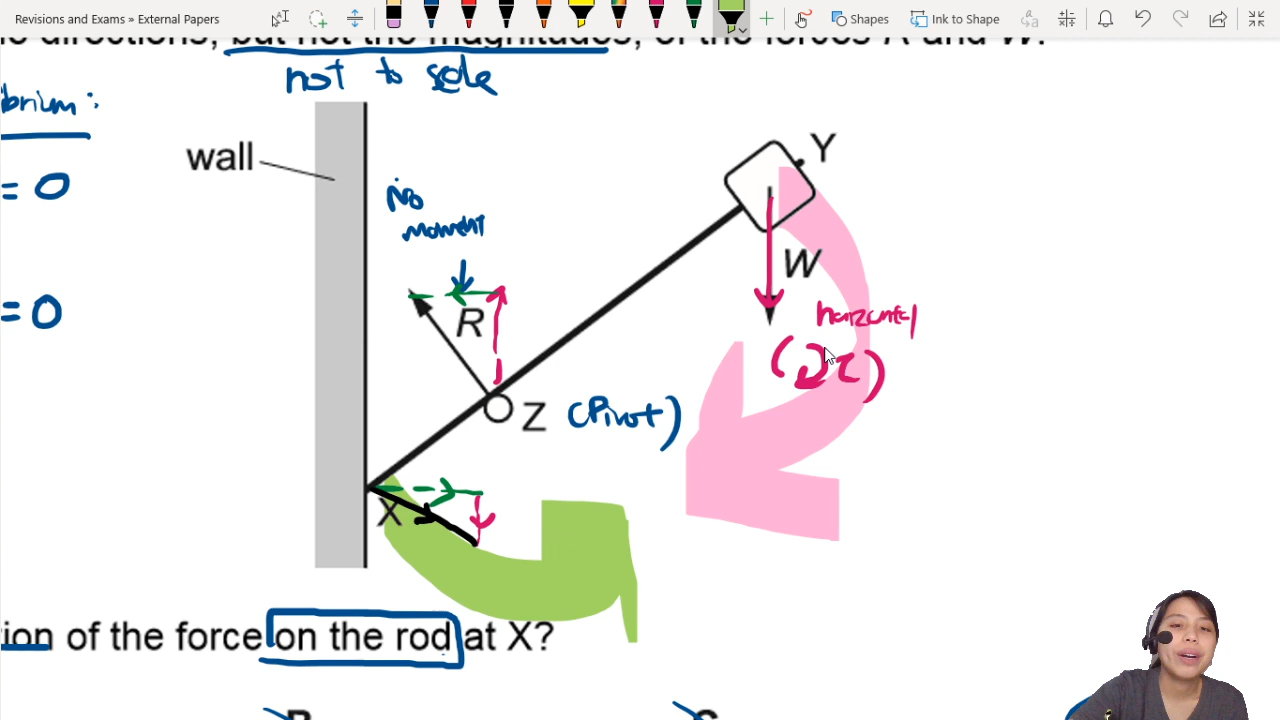 Revisions and Exams » External Papers
Shapes
Ink to Shape
e directions, but not the magnitudes, of the forces R and W.
not to scle
brium :
= 0
= 0
wall
Y
No
moment
W
R
horizontal
Z
(Pivot)
X
ion of the force on the rod at X?